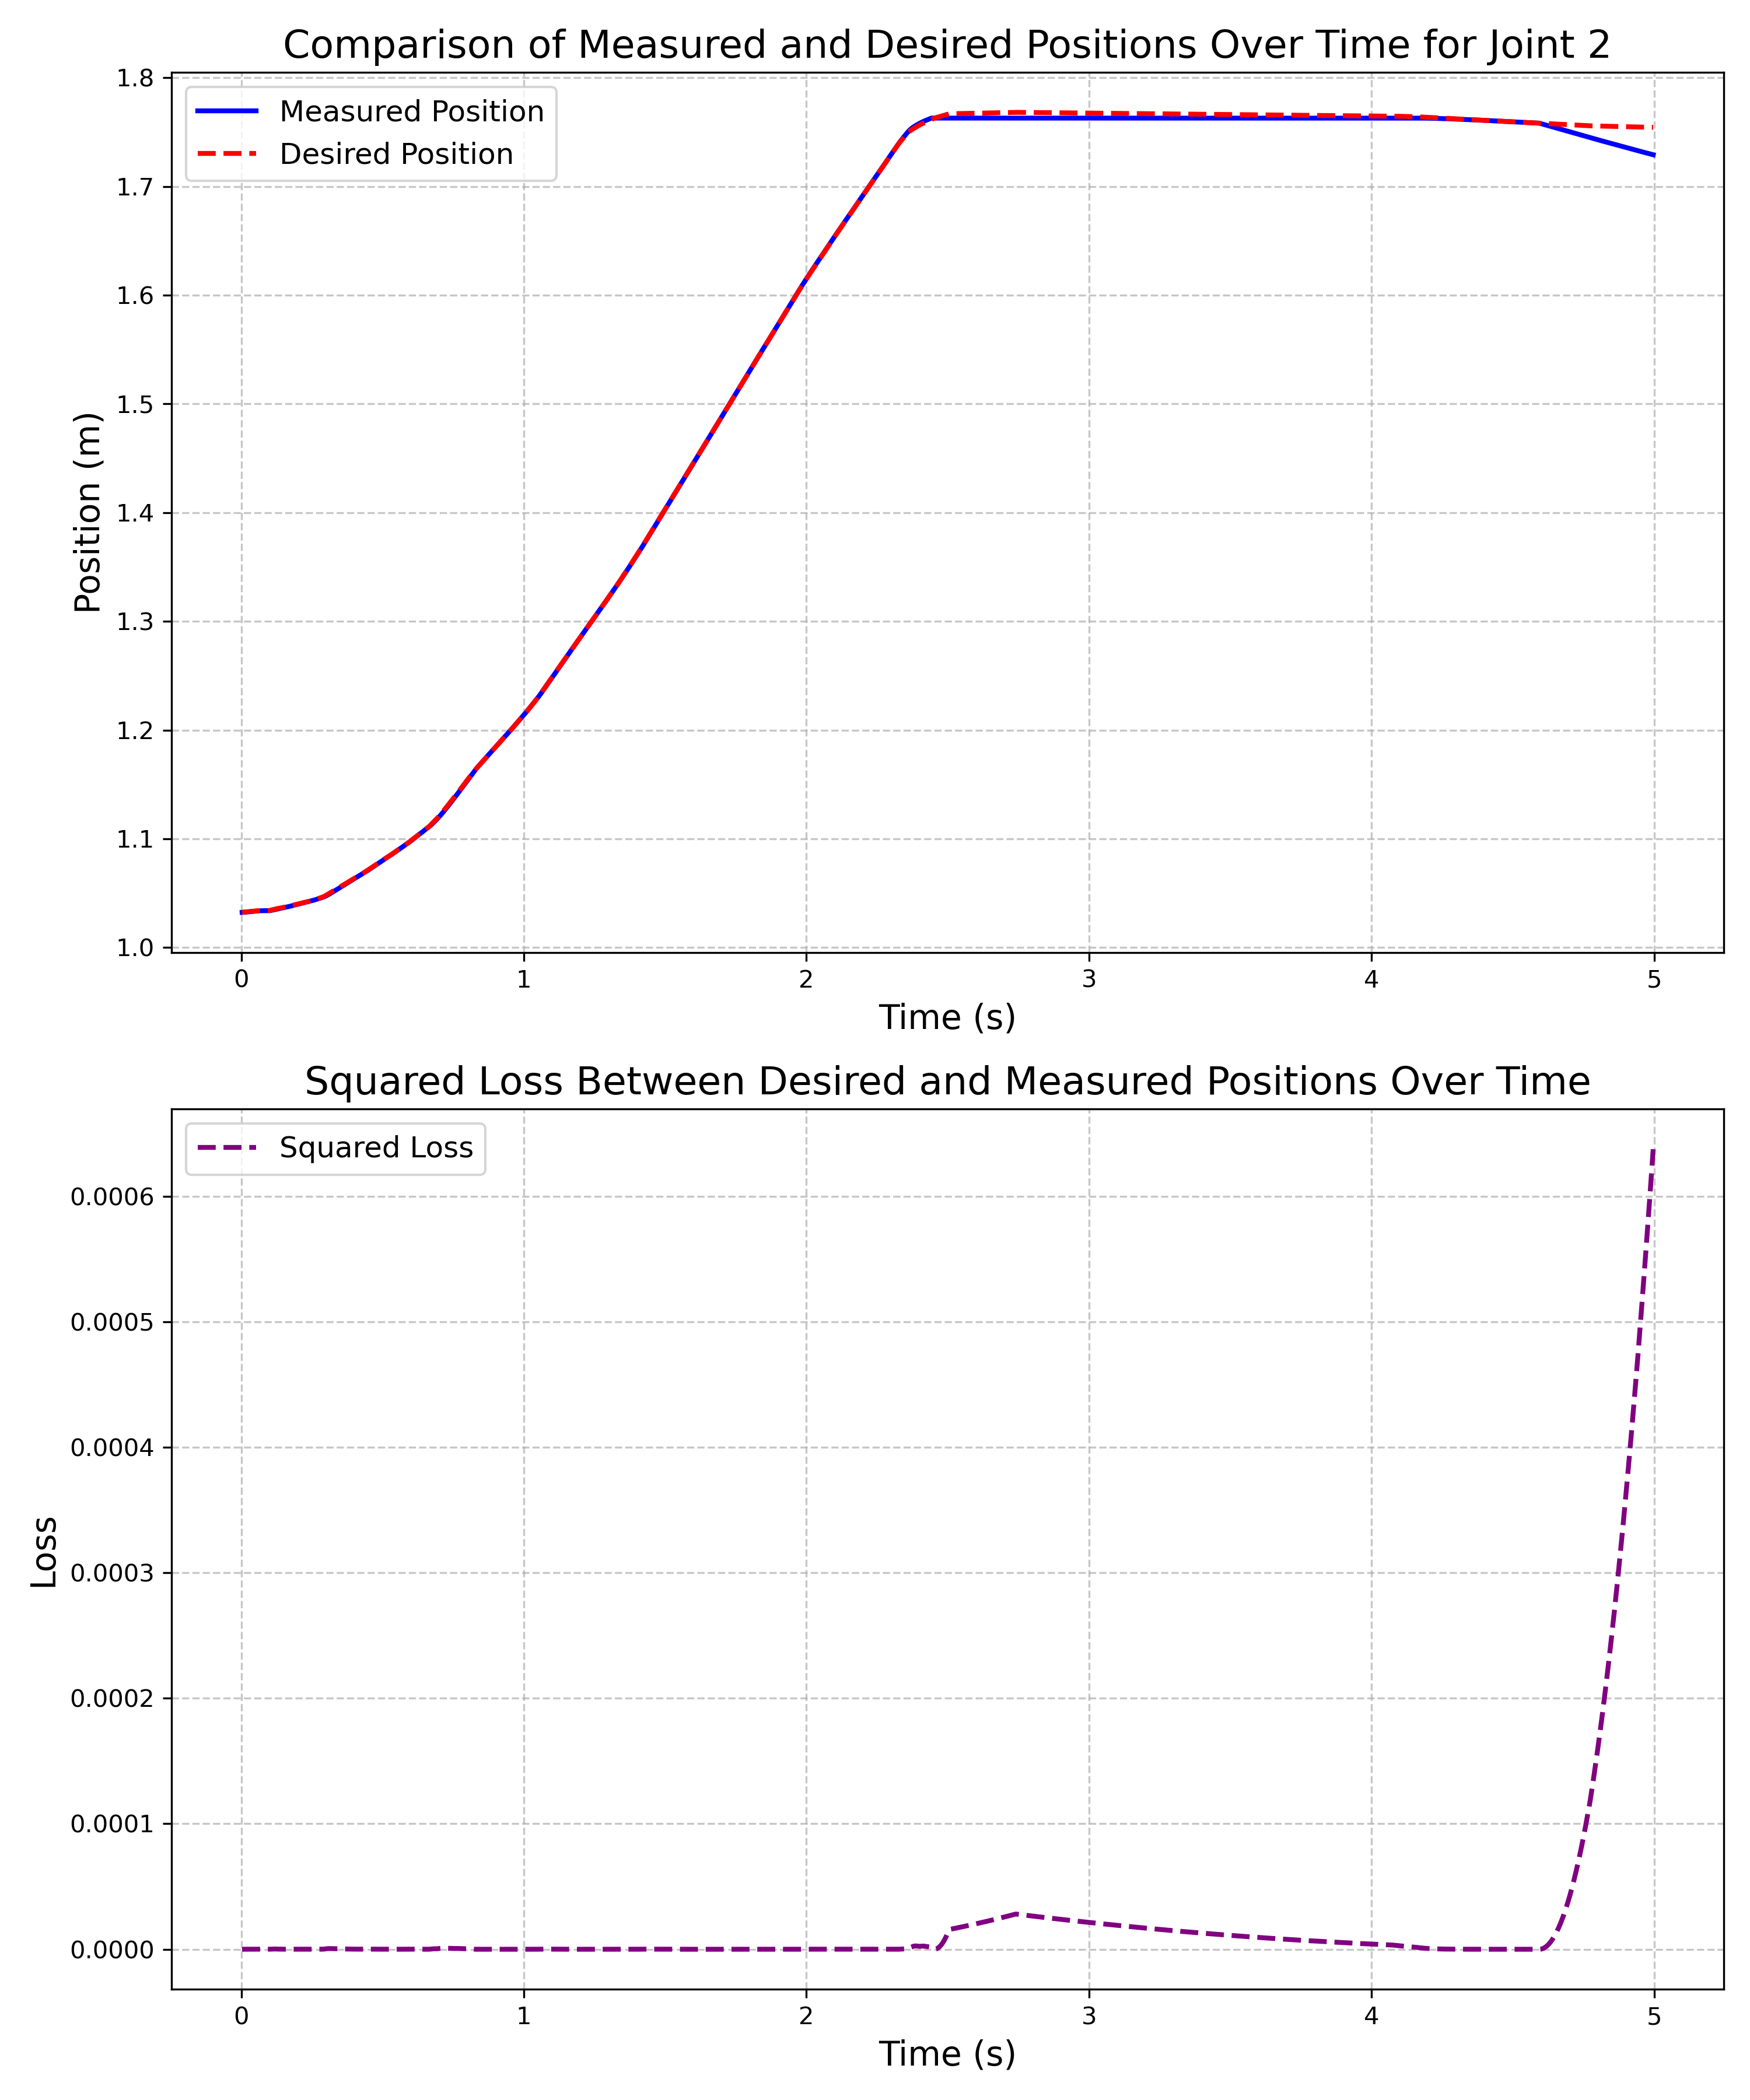 Comparison of Measured and Desired Positions Over Time for Joint 2
Measured Position
Desired Position
Position (m)
1.8
1.7
1.6
1.5
1.4
1.3
1.2
1.1
1.0
0 1 2 3 4 5
Time (s)
Squared Loss Between Desired and Measured Positions Over Time
Squared Loss
Loss
0.0006
0.0005
0.0004
0.0003
0.0002
0.0001
0.0000
0 1 2 3 4 5
Time (s)